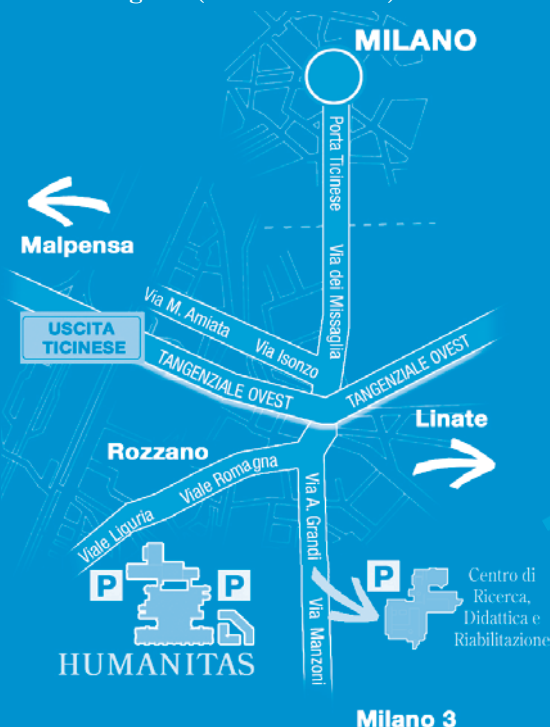 MILANO
Porta Ticinese
Malpensa
Via dei Missaglia
Via M. Amiata
USCITA
TICINESE
Via Isonzo
TANGENZIALE OVEST
TANGENZIALE OVEST
Linate
Rozzano
Viale Romagna
Viale Liguria
Via A. Grandi
P
P
P
Centro di
Ricerca,
Didattica e
Riabilitazione
Via Manzoni
HUMANITAS
Milano 3